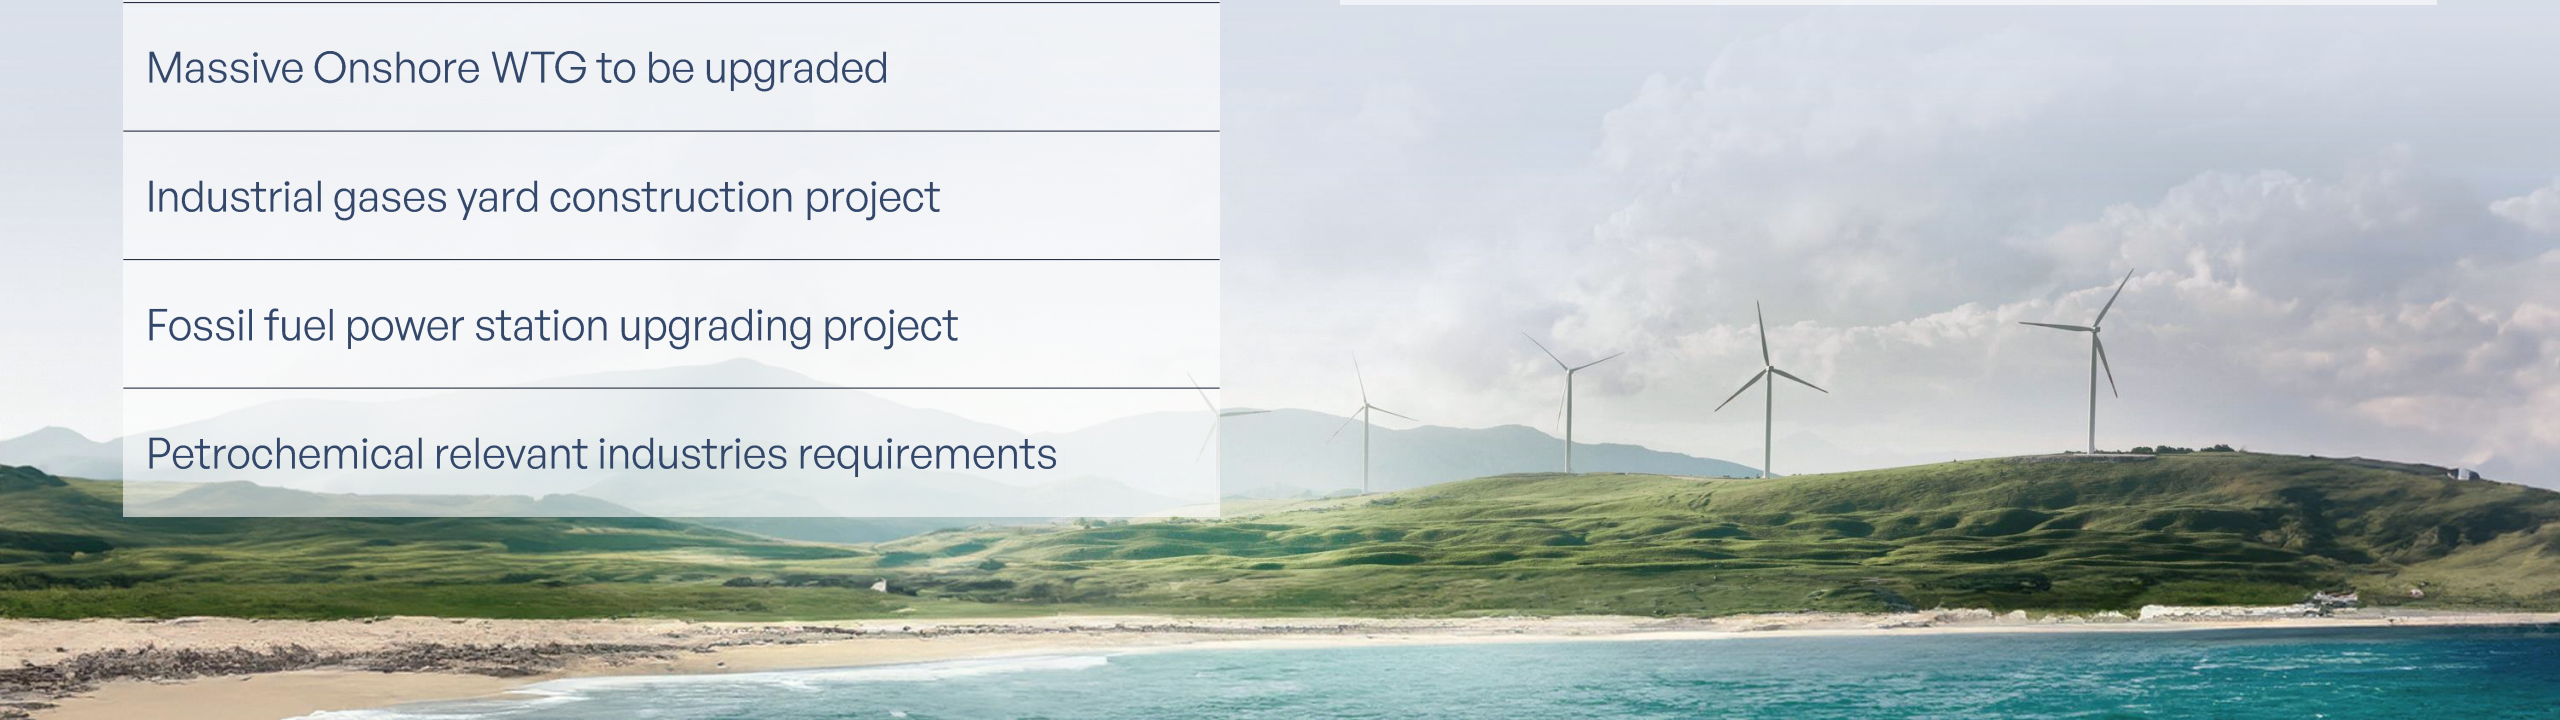 Massive Onshore WTG to be upgraded
Industrial gases yard construction project
Fossil fuel power station upgrading project
Petrochemical relevant industries requirements